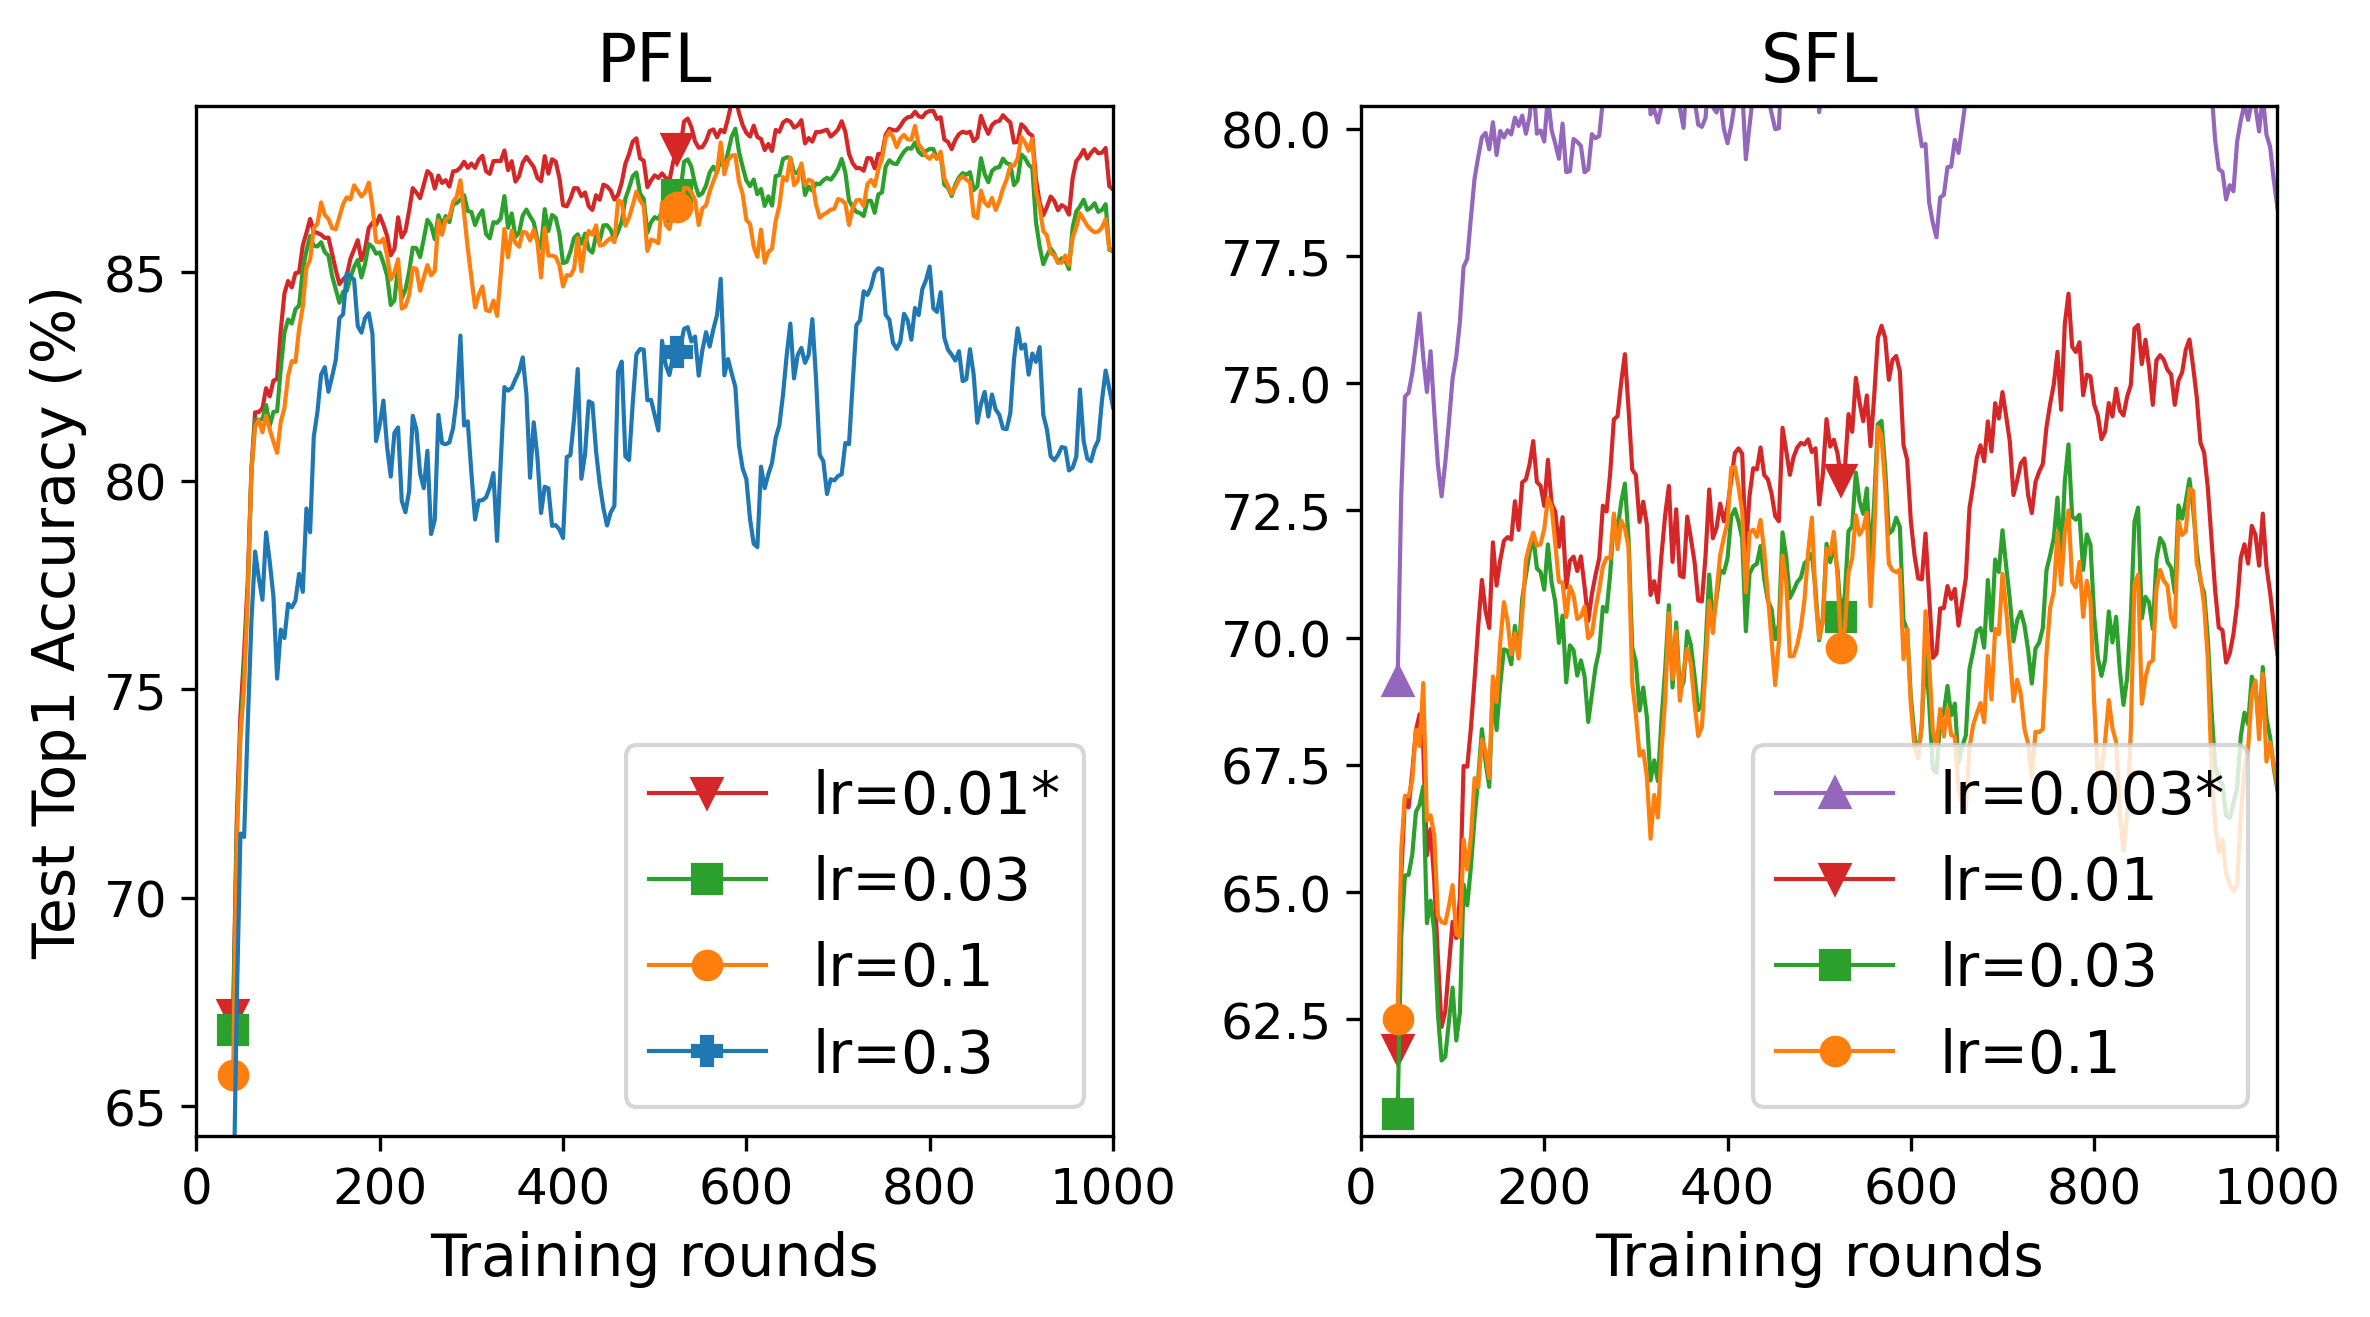 PFL
SFL
Test Top1 Accuracy (%)
85
80
75
70
65
0 200 400 600 800 1000
Training rounds
lr=0.01*
lr=0.03
lr=0.1
lr=0.3
80.0
77.5
75.0
72.5
70.0
67.5
65.0
62.5
0 200 400 600 800 1000
Training rounds
lr=0.003*
lr=0.01
lr=0.03
lr=0.1